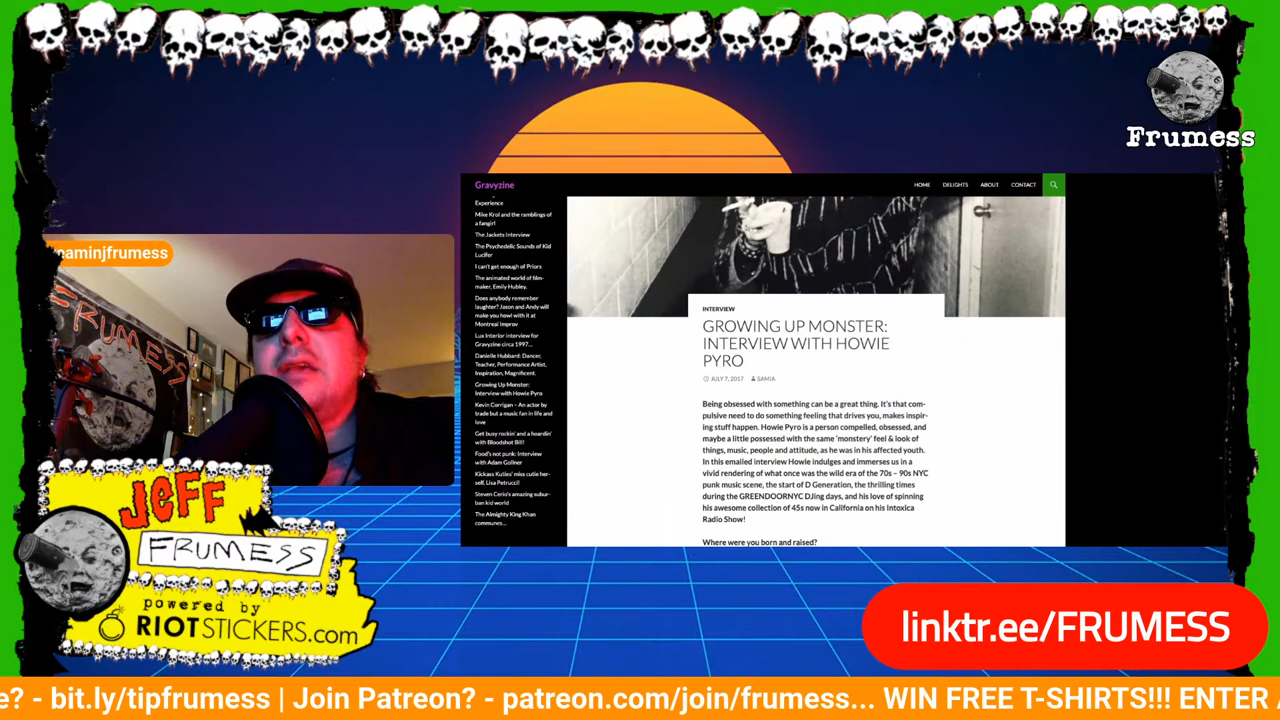 Frumess
Gravyzine
HOME DELIGHTS ABOUT CONTACT
Experience
Mike Krol and the ramblings of
a fangirl
The Jackets Interview
The Psychedelic Sounds of Kid
Lucifer
I can't get enough of Priors
The animated world of film-
maker, Emily Hubley.
Does anybody remember
laughter? Jason and Andy will
make you howl with it at
Montreal Improv
Lux Interior interview for
Gravyzine circa 1997…
Danielle Hubbard: Dancer,
Teacher, Performance Artist,
Inspiration, Magnificent.
Growing Up Monster:
Interview with Howie Pyro
Kevin Corrigan – An actor by
trade but a music fan in life and
love
Get busy rockin' and a hoardin'
with Bloodshot Bill!
Food's not punk: Interview
with Adam Gollner
Kickass Kuties' miss cutie her-
self, Lisa Petrucci!
Steven Cerio's amazing subur-
ban kid world
The Almighty King Khan
communes…
INTERVIEW
GROWING UP MONSTER:
INTERVIEW WITH HOWIE
PYRO
JULY 7, 2017 SAMIA
Being obsessed with something can be a great thing. It's that com-
pulsive need to do something feeling that drives you, makes inspir-
ing stuff happen. Howie Pyro is a person compelled, obsessed, and
maybe a little possessed with the same 'monstery' feel & look of
things, music, people and attitude, as he was in his affected youth.
In this emailed interview Howie indulges and immerses us in a
vivid rendering of what once was the wild era of the 70s – 90s NYC
punk music scene, the start of D Generation, the thrilling times
during the GREENDOORNYC DJing days, and his love of spinning
his awesome collection of 45s now in California on his Intoxica
Radio Show!
Where were you born and raised?
eaminjfrumess
FRUMESS
JEFF
FRUMESS
powered by
RIOTSTICKERS.com
linktr.ee/FRUMESS
e? - bit.ly/tipfrumess | Join Patreon? - patreon.com/join/frumess... WIN FREE T-SHIRTS!!! ENTER